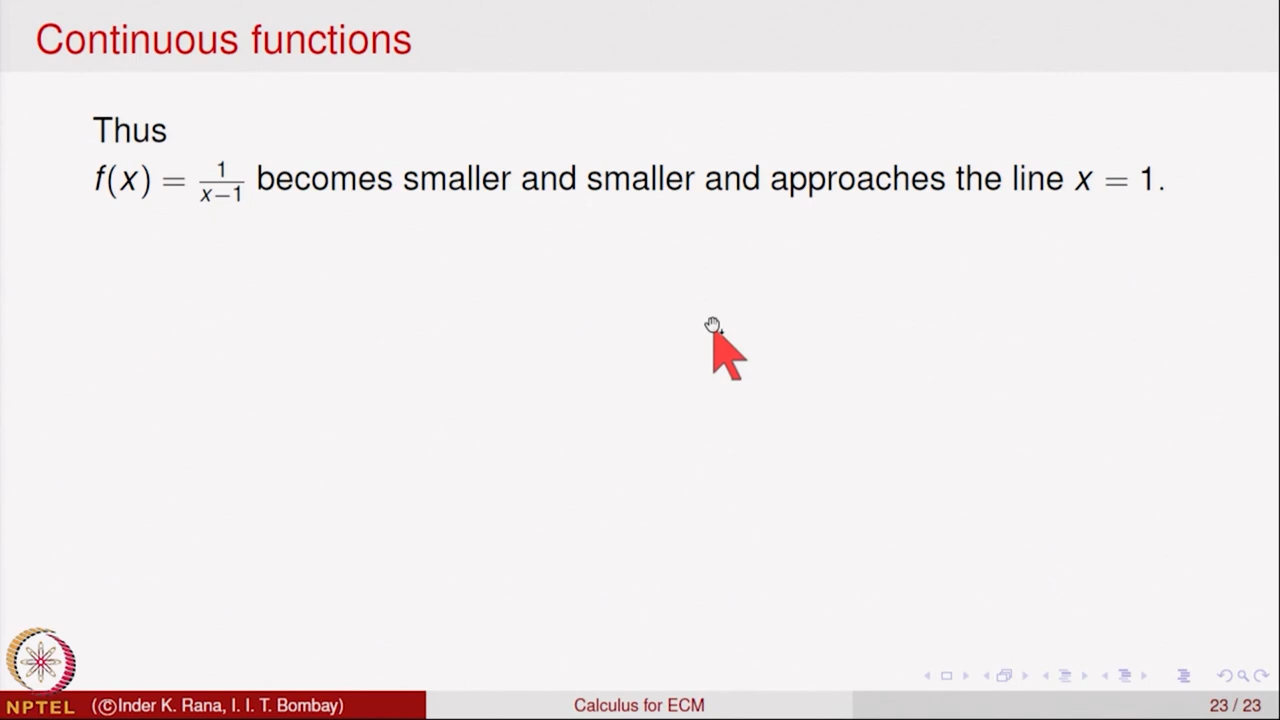 Continuous functions
Thus
f(x) = 1/(x−1) becomes smaller and smaller and approaches the line x = 1.
NPTEL (©Inder K. Rana, I. I. T. Bombay) Calculus for ECM 23 / 23